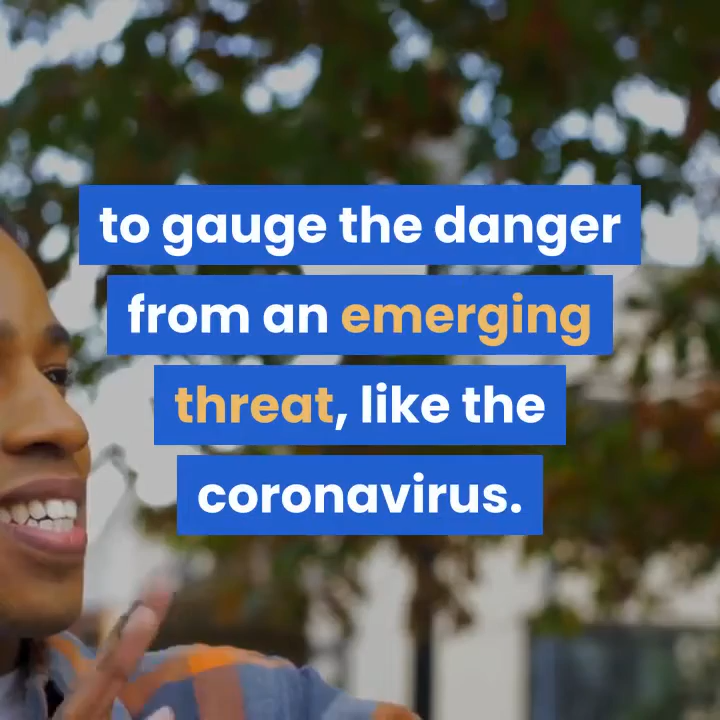 to gauge the danger
from an emerging
threat, like the
coronavirus.